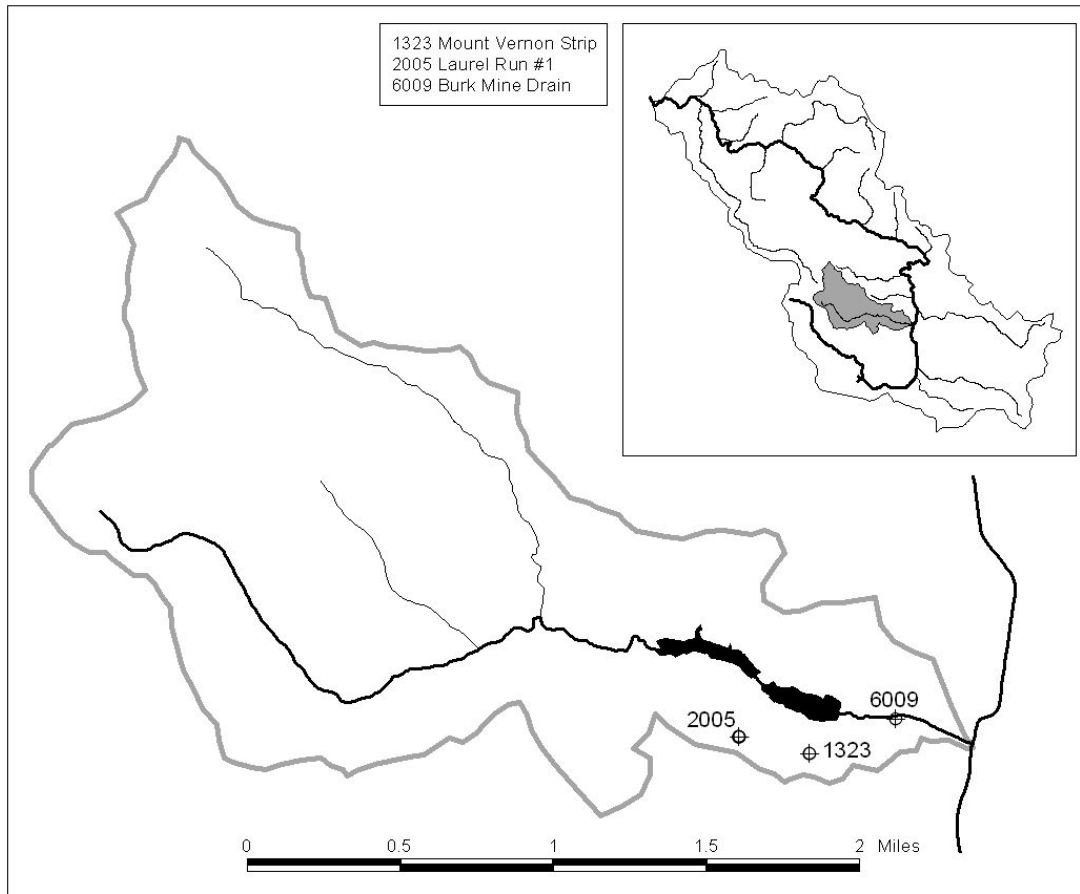 1323 Mount Vernon Strip
2005 Laurel Run #1
6009 Burk Mine Drain
6009
2005
1323
0 0.5 1 1.5 2 Miles